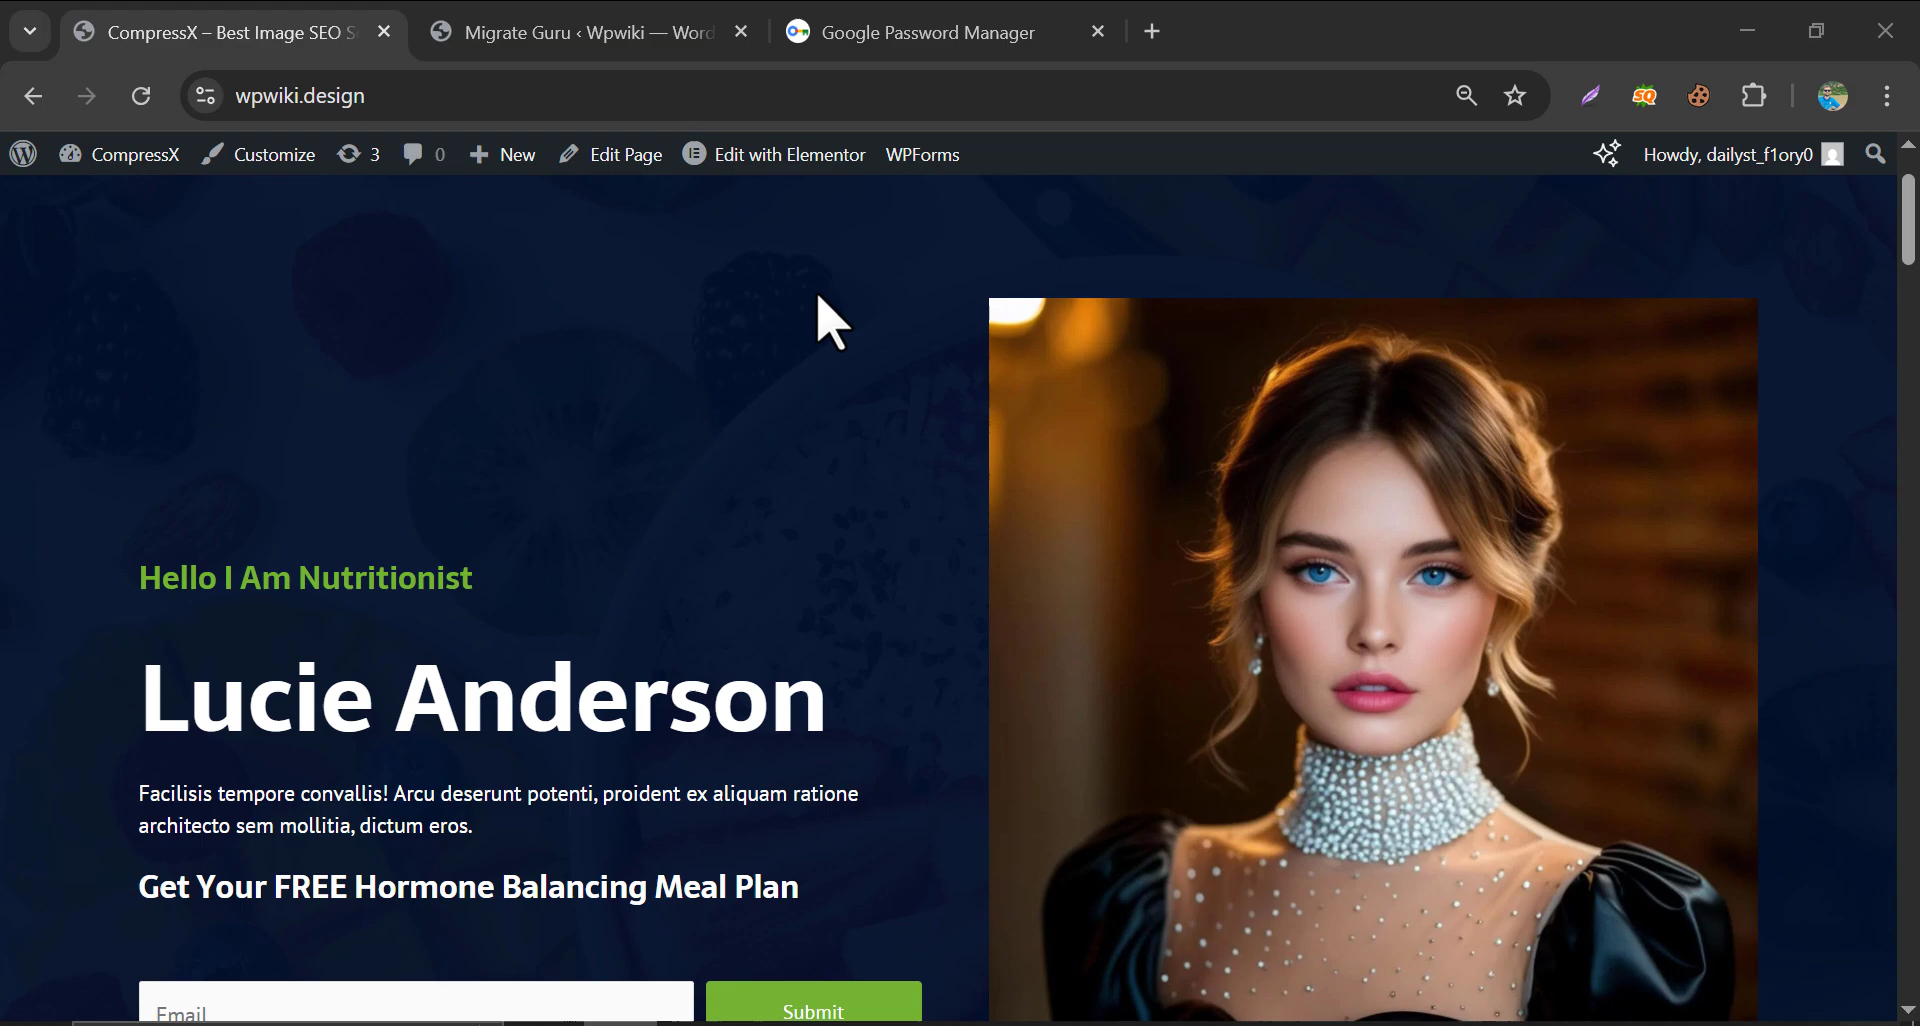 CompressX – Best Image SEO S
Migrate Guru ‹ Wpwiki — Word
Google Password Manager
wpwiki.design
CompressX
Customize
3
0
New
Edit Page
Edit with Elementor
WPForms
Howdy, dailyst_f1ory0
Hello I Am Nutritionist
Lucie Anderson
Facilisis tempore convallis! Arcu deserunt potenti, proident ex aliquam ratione
architecto sem mollitia, dictum eros.
Get Your FREE Hormone Balancing Meal Plan
Email
Submit